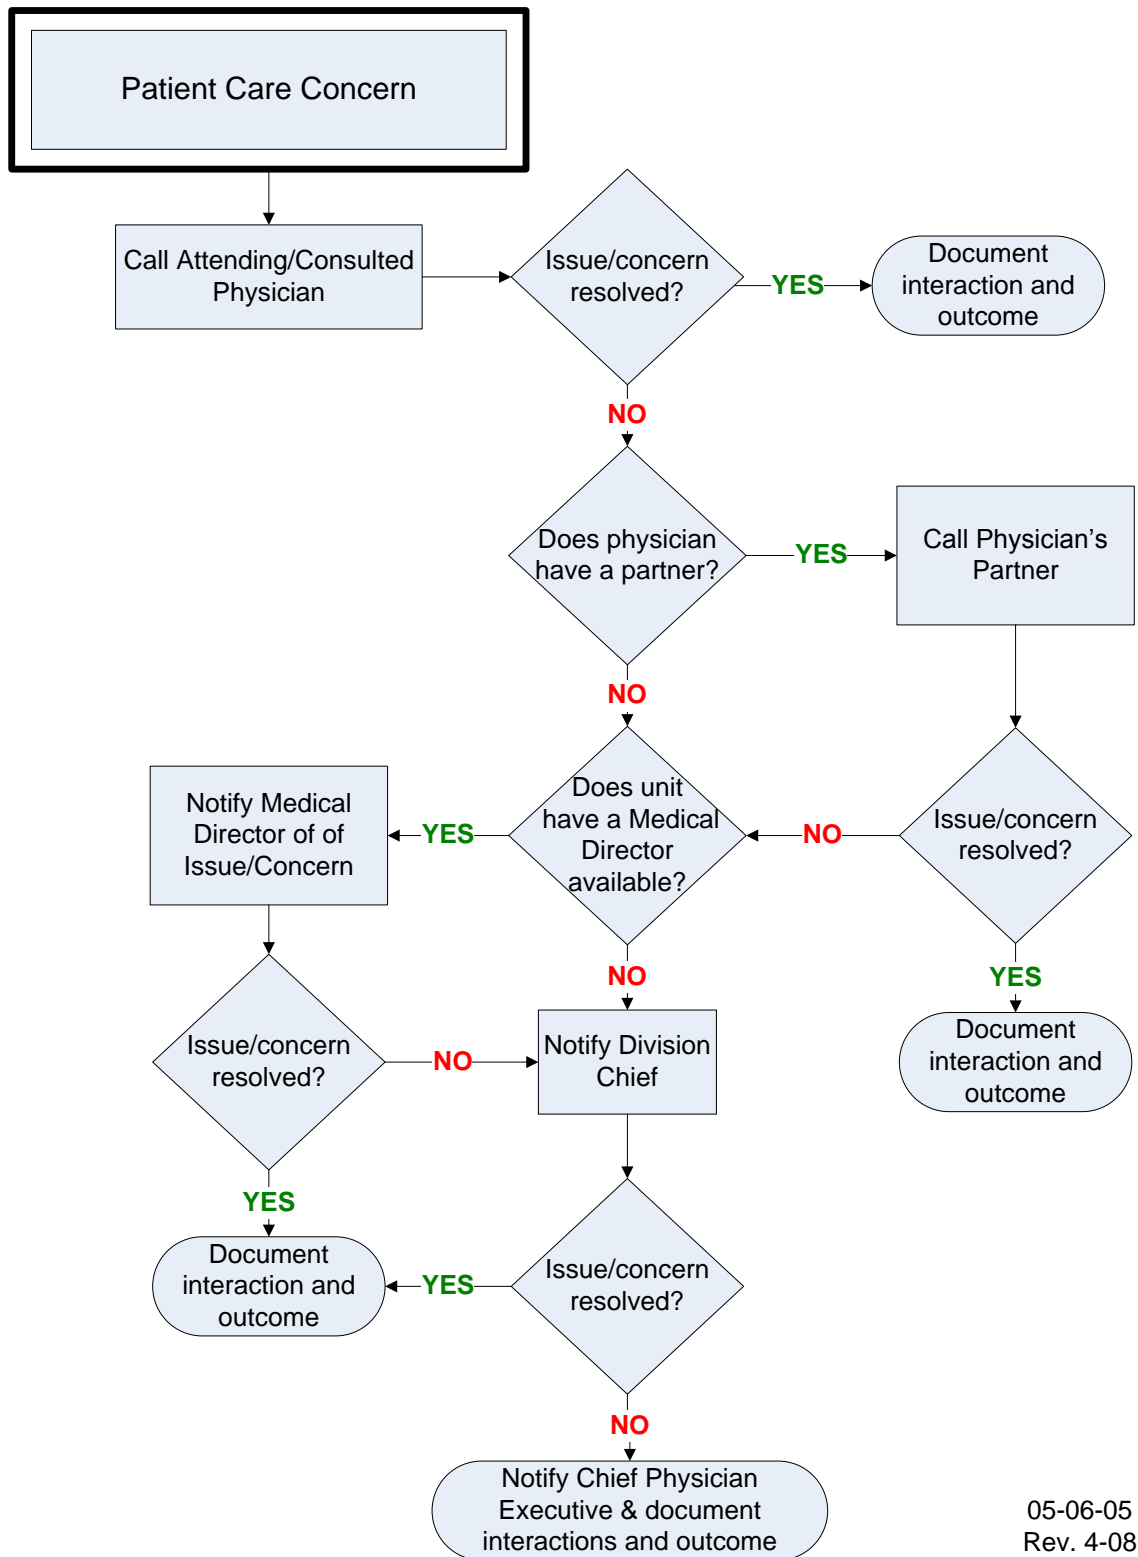 Patient Care Concern
Call Attending/Consulted
Physician
Issue/concern
resolved?
YES
Document
interaction and
outcome
NO
Does physician
have a partner?
YES
Call Physician's
Partner
NO
Does unit
have a Medical
Director
available?
YES
Notify Medical
Director of of
Issue/Concern
NO
Issue/concern
resolved?
YES
Document
interaction and
outcome
NO
Issue/concern
resolved?
NO
Notify Division
Chief
YES
Document
interaction and
outcome
YES
Issue/concern
resolved?
NO
Notify Chief Physician
Executive & document
interactions and outcome
05-06-05
Rev. 4-08